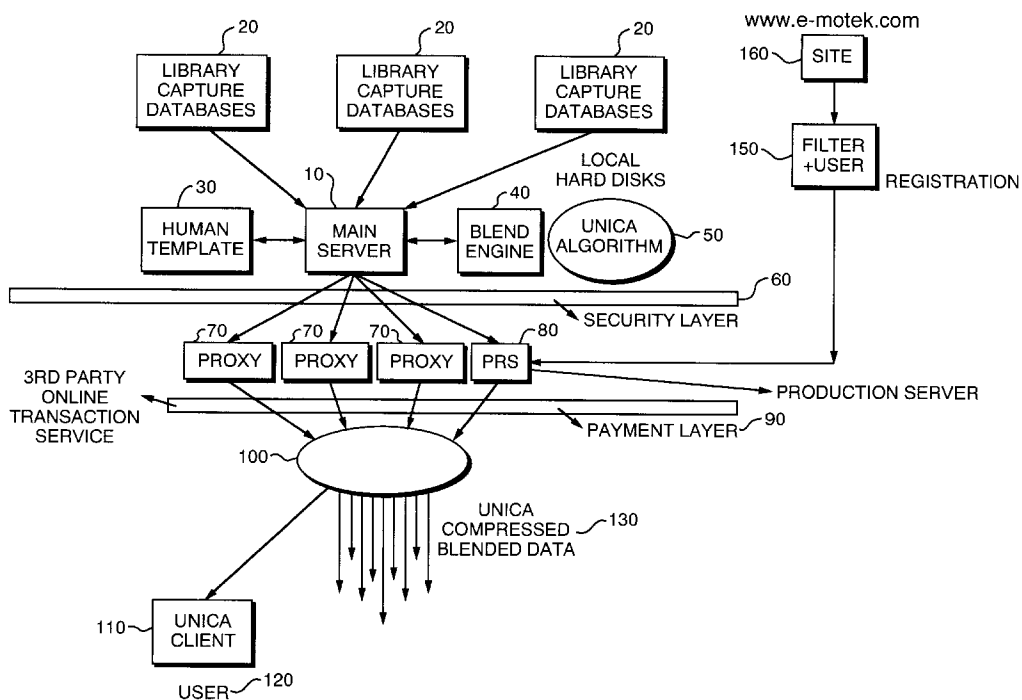 www.e-motek.com
20
20
20
160
SITE
LIBRARY
CAPTURE
DATABASES
LIBRARY
CAPTURE
DATABASES
LIBRARY
CAPTURE
DATABASES
150
FILTER
+USER
REGISTRATION
LOCAL
HARD DISKS
30
10
40
HUMAN
TEMPLATE
MAIN
SERVER
BLEND
ENGINE
UNICA
ALGORITHM
50
60
SECURITY LAYER
70
70
70
80
PROXY
PROXY
PROXY
PRS
PRODUCTION SERVER
3RD PARTY
ONLINE
TRANSACTION
SERVICE
PAYMENT LAYER
90
100
UNICA
COMPRESSED
BLENDED DATA
130
110
UNICA
CLIENT
USER
120